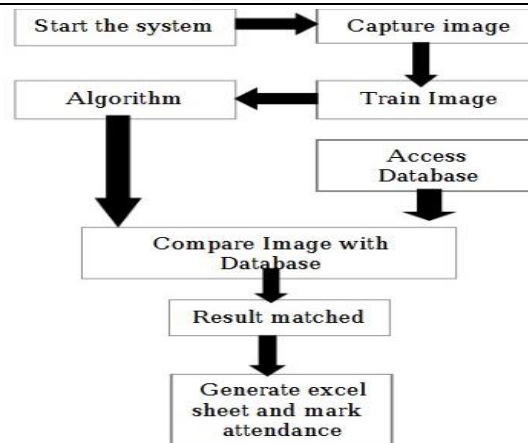 Start the system
Capture image
Train Image
Algorithm
Access
Database
Compare Image with
Database
Result matched
Generate excel
sheet and mark
attendance